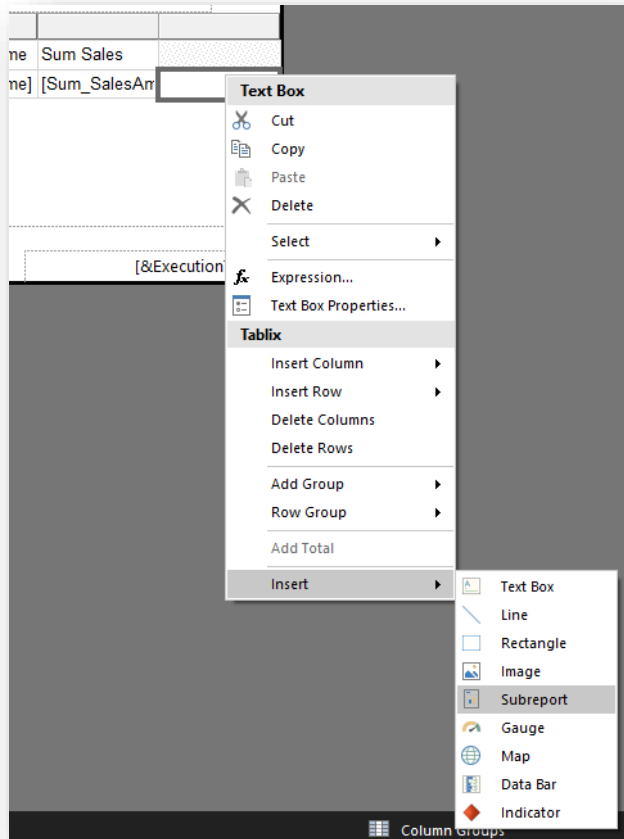 me Sum Sales
me] [Sum_SalesAm
[&Execution
Text Box
Cut
Copy
Paste
Delete
Select
fx Expression...
Text Box Properties...
Tablix
Insert Column
Insert Row
Delete Columns
Delete Rows
Add Group
Row Group
Add Total
Insert
Text Box
Line
Rectangle
Image
Subreport
Gauge
Map
Data Bar
Indicator
Column Groups